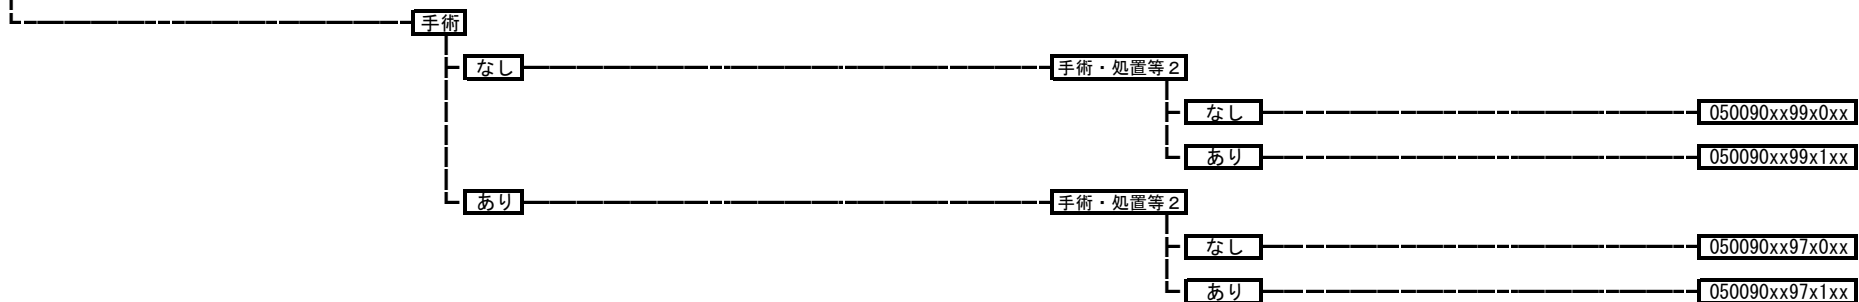 手術
なし 手術・処置等２
なし 050090xx99x0xx
あり 050090xx99x1xx
あり 手術・処置等２
なし 050090xx97x0xx
あり 050090xx97x1xx